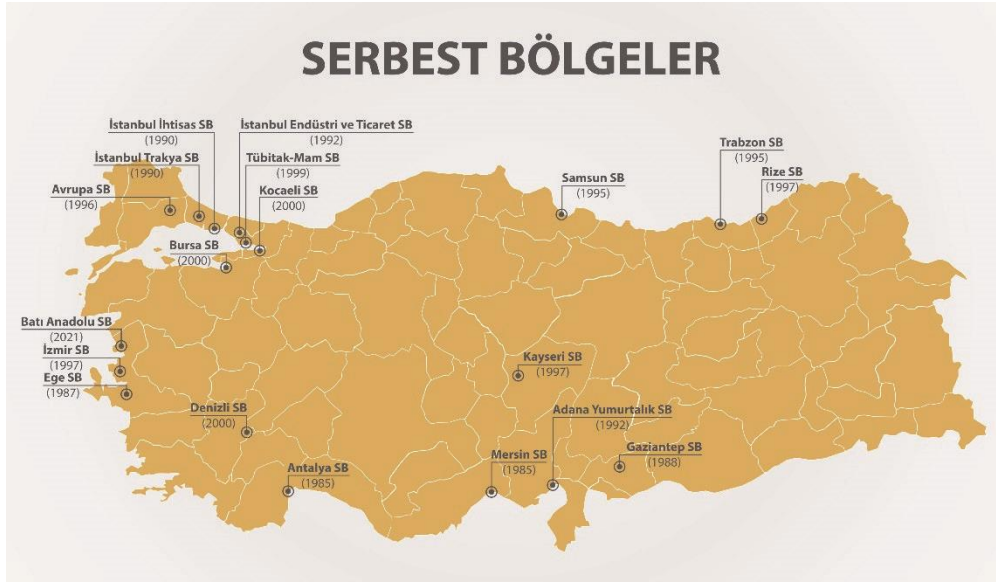 SERBEST BÖLGELER
İstanbul İhtisas SB
(1990)
İstanbul Endüstri ve Ticaret SB
(1992)
İstanbul Trakya SB
(1990)
Tübitak-Mam SB
(1999)
Avrupa SB
(1996)
Kocaeli SB
(2000)
Bursa SB
(2000)
Samsun SB
(1995)
Trabzon SB
(1995)
Rize SB
(1997)
Batı Anadolu SB
(2021)
İzmir SB
(1997)
Ege SB
(1987)
Denizli SB
(2000)
Antalya SB
(1985)
Kayseri SB
(1997)
Adana Yumurtalık SB
(1992)
Mersin SB
(1985)
Gaziantep SB
(1988)